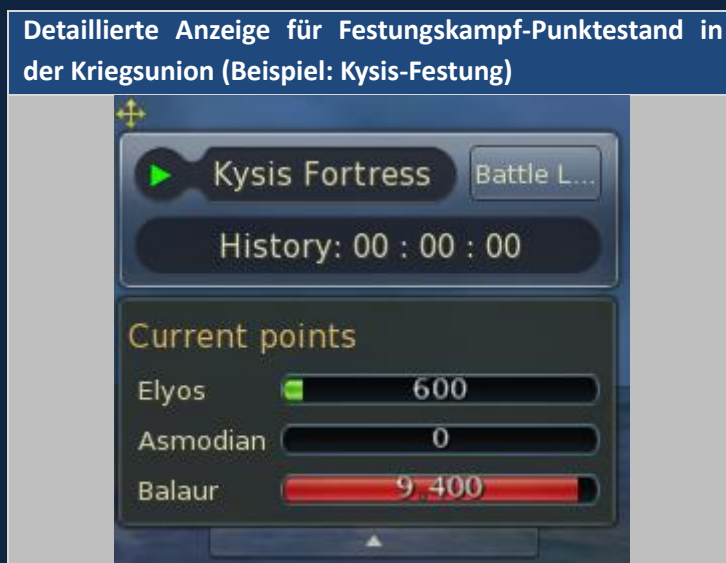 Detaillierte Anzeige für Festungskampf-Punktestand in
der Kriegsunion (Beispiel: Kysis-Festung)
Kysis Fortress Battle L...
History: 00 : 00 : 00
Current points
Elyos 600
Asmodian 0
Balaur 9.400